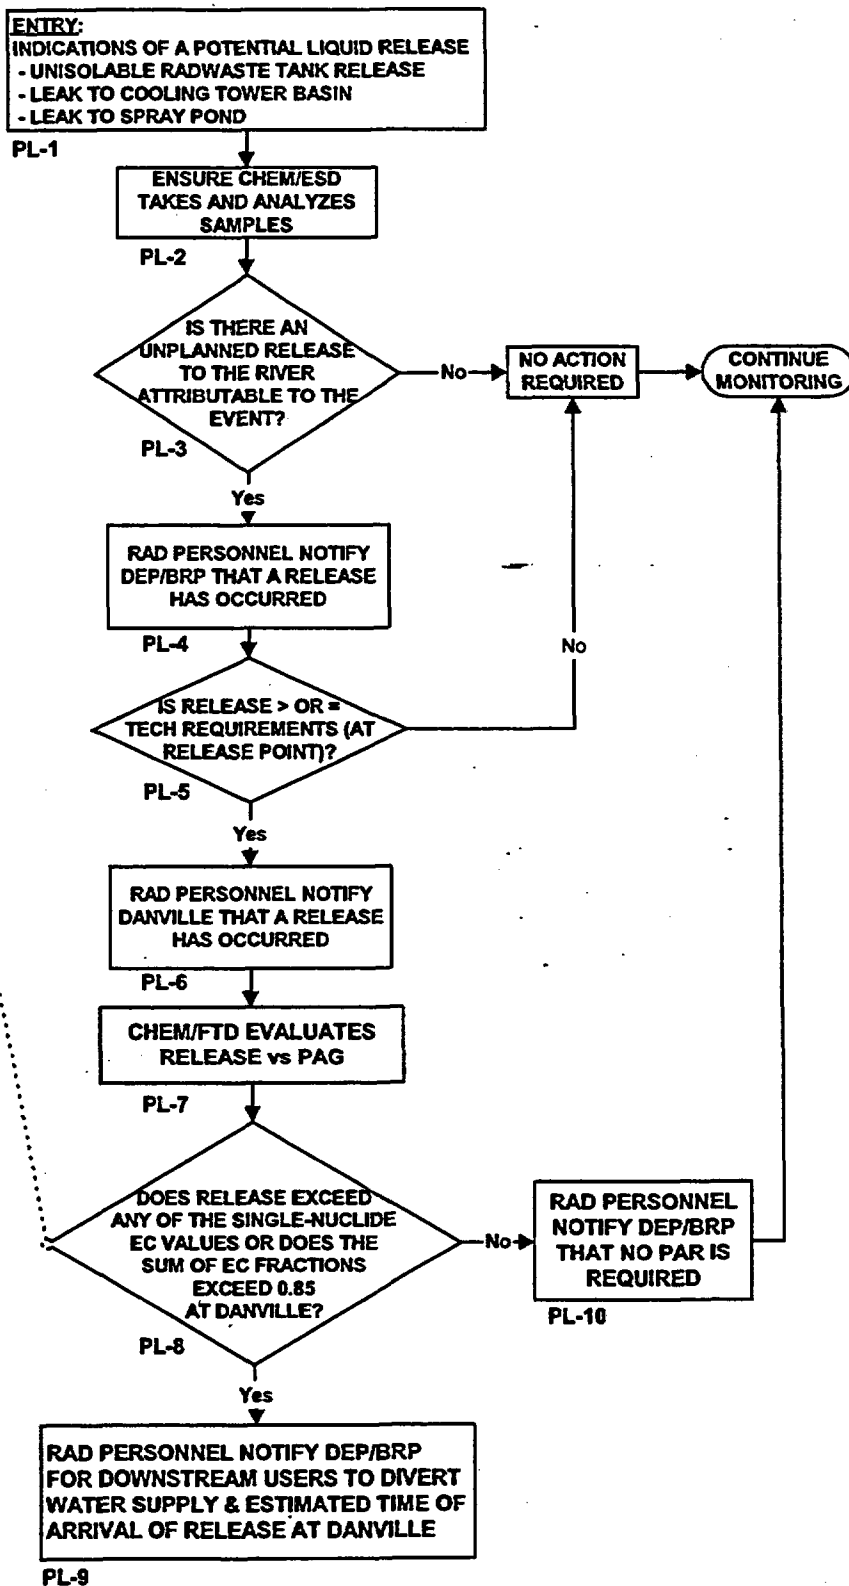 ENTRY:
INDICATIONS OF A POTENTIAL LIQUID RELEASE
- UNISOLABLE RADWASTE TANK RELEASE
- LEAK TO COOLING TOWER BASIN
- LEAK TO SPRAY POND
PL-1
ENSURE CHEM/ESD
TAKES AND ANALYZES
SAMPLES
PL-2
IS THERE AN
UNPLANNED RELEASE
TO THE RIVER
ATTRIBUTABLE TO THE
EVENT?
PL-3
No
NO ACTION
REQUIRED
CONTINUE
MONITORING
Yes
RAD PERSONNEL NOTIFY
DEP/BRP THAT A RELEASE
HAS OCCURRED
PL-4
No
IS RELEASE > OR =
TECH REQUIREMENTS (AT
RELEASE POINT)?
PL-5
Yes
RAD PERSONNEL NOTIFY
DANVILLE THAT A RELEASE
HAS OCCURRED
PL-6
CHEM/FTD EVALUATES
RELEASE vs PAG
PL-7
DOES RELEASE EXCEED
ANY OF THE SINGLE-NUCLIDE
EC VALUES OR DOES THE
SUM OF EC FRACTIONS
EXCEED 0.85
AT DANVILLE?
PL-8
No
RAD PERSONNEL
NOTIFY DEP/BRP
THAT NO PAR IS
REQUIRED
PL-10
Yes
RAD PERSONNEL NOTIFY DEP/BRP
FOR DOWNSTREAM USERS TO DIVERT
WATER SUPPLY & ESTIMATED TIME OF
ARRIVAL OF RELEASE AT DANVILLE
PL-9